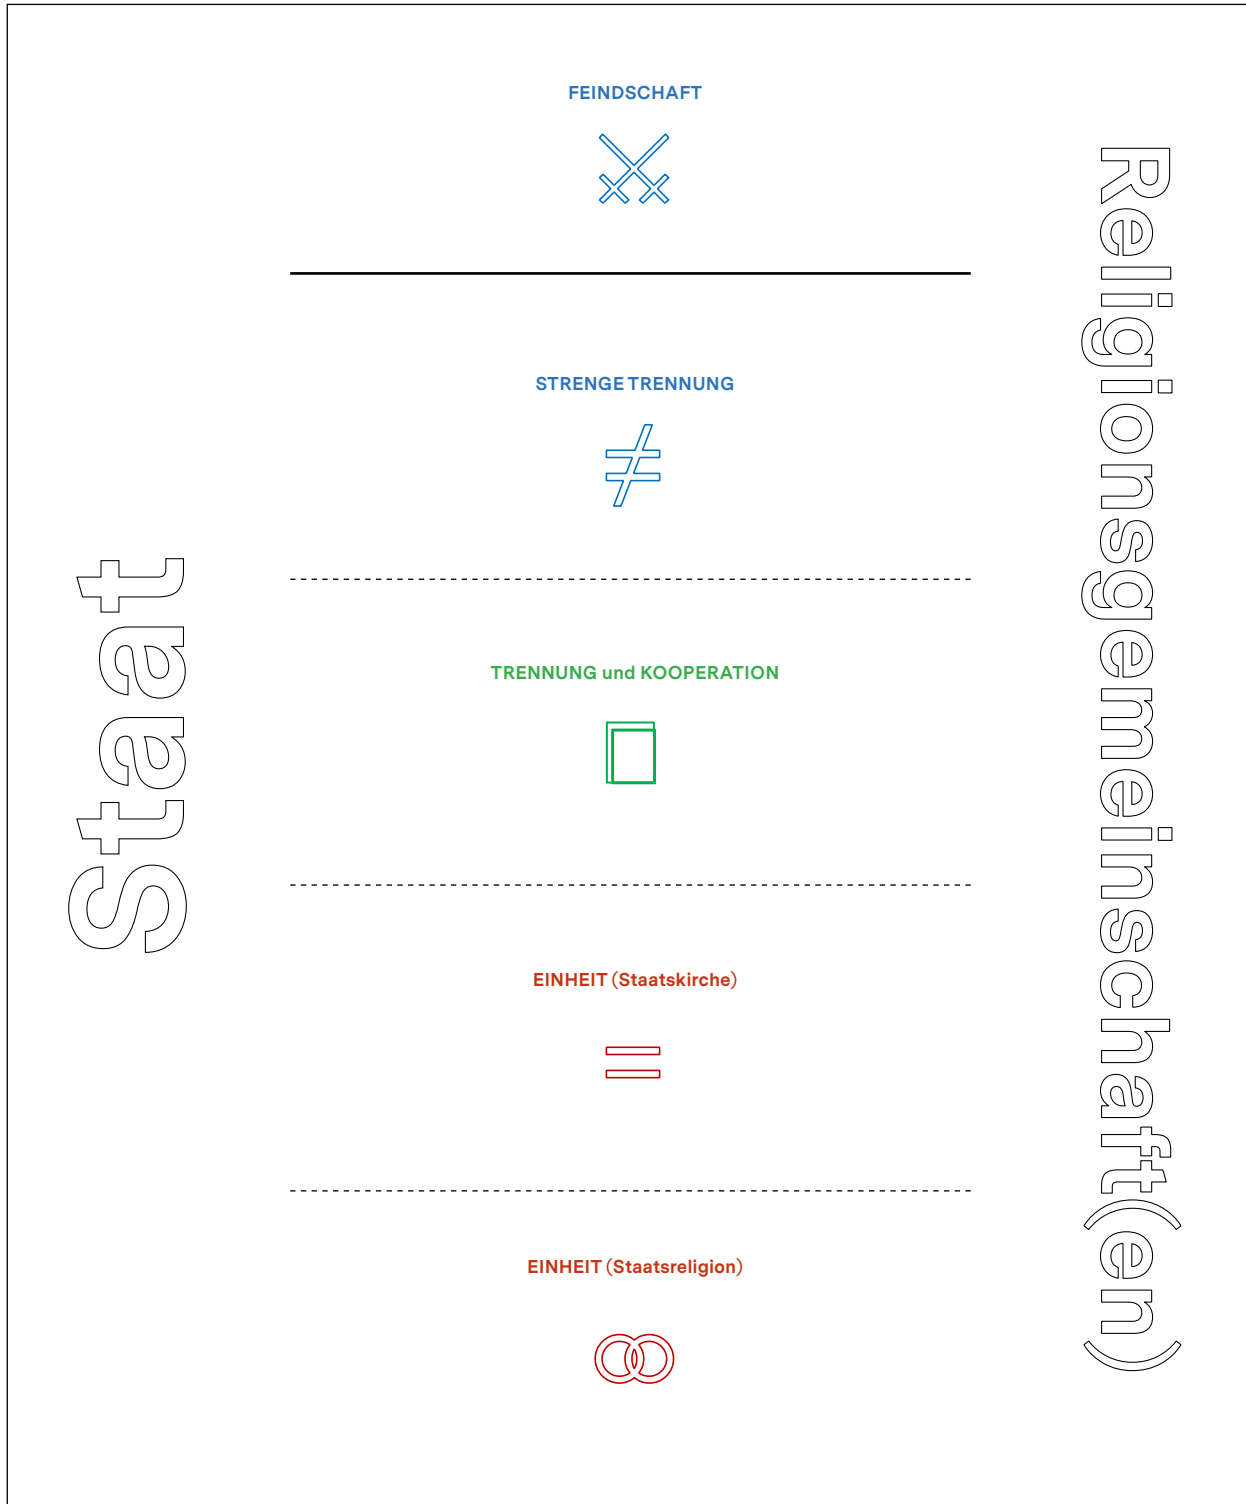 Staat
FEINDSCHAFT
STRENGE TRENNUNG
TRENNUNG und KOOPERATION
EINHEIT (Staatskirche)
EINHEIT (Staatsreligion)
Religionsgemeinschaft(en)